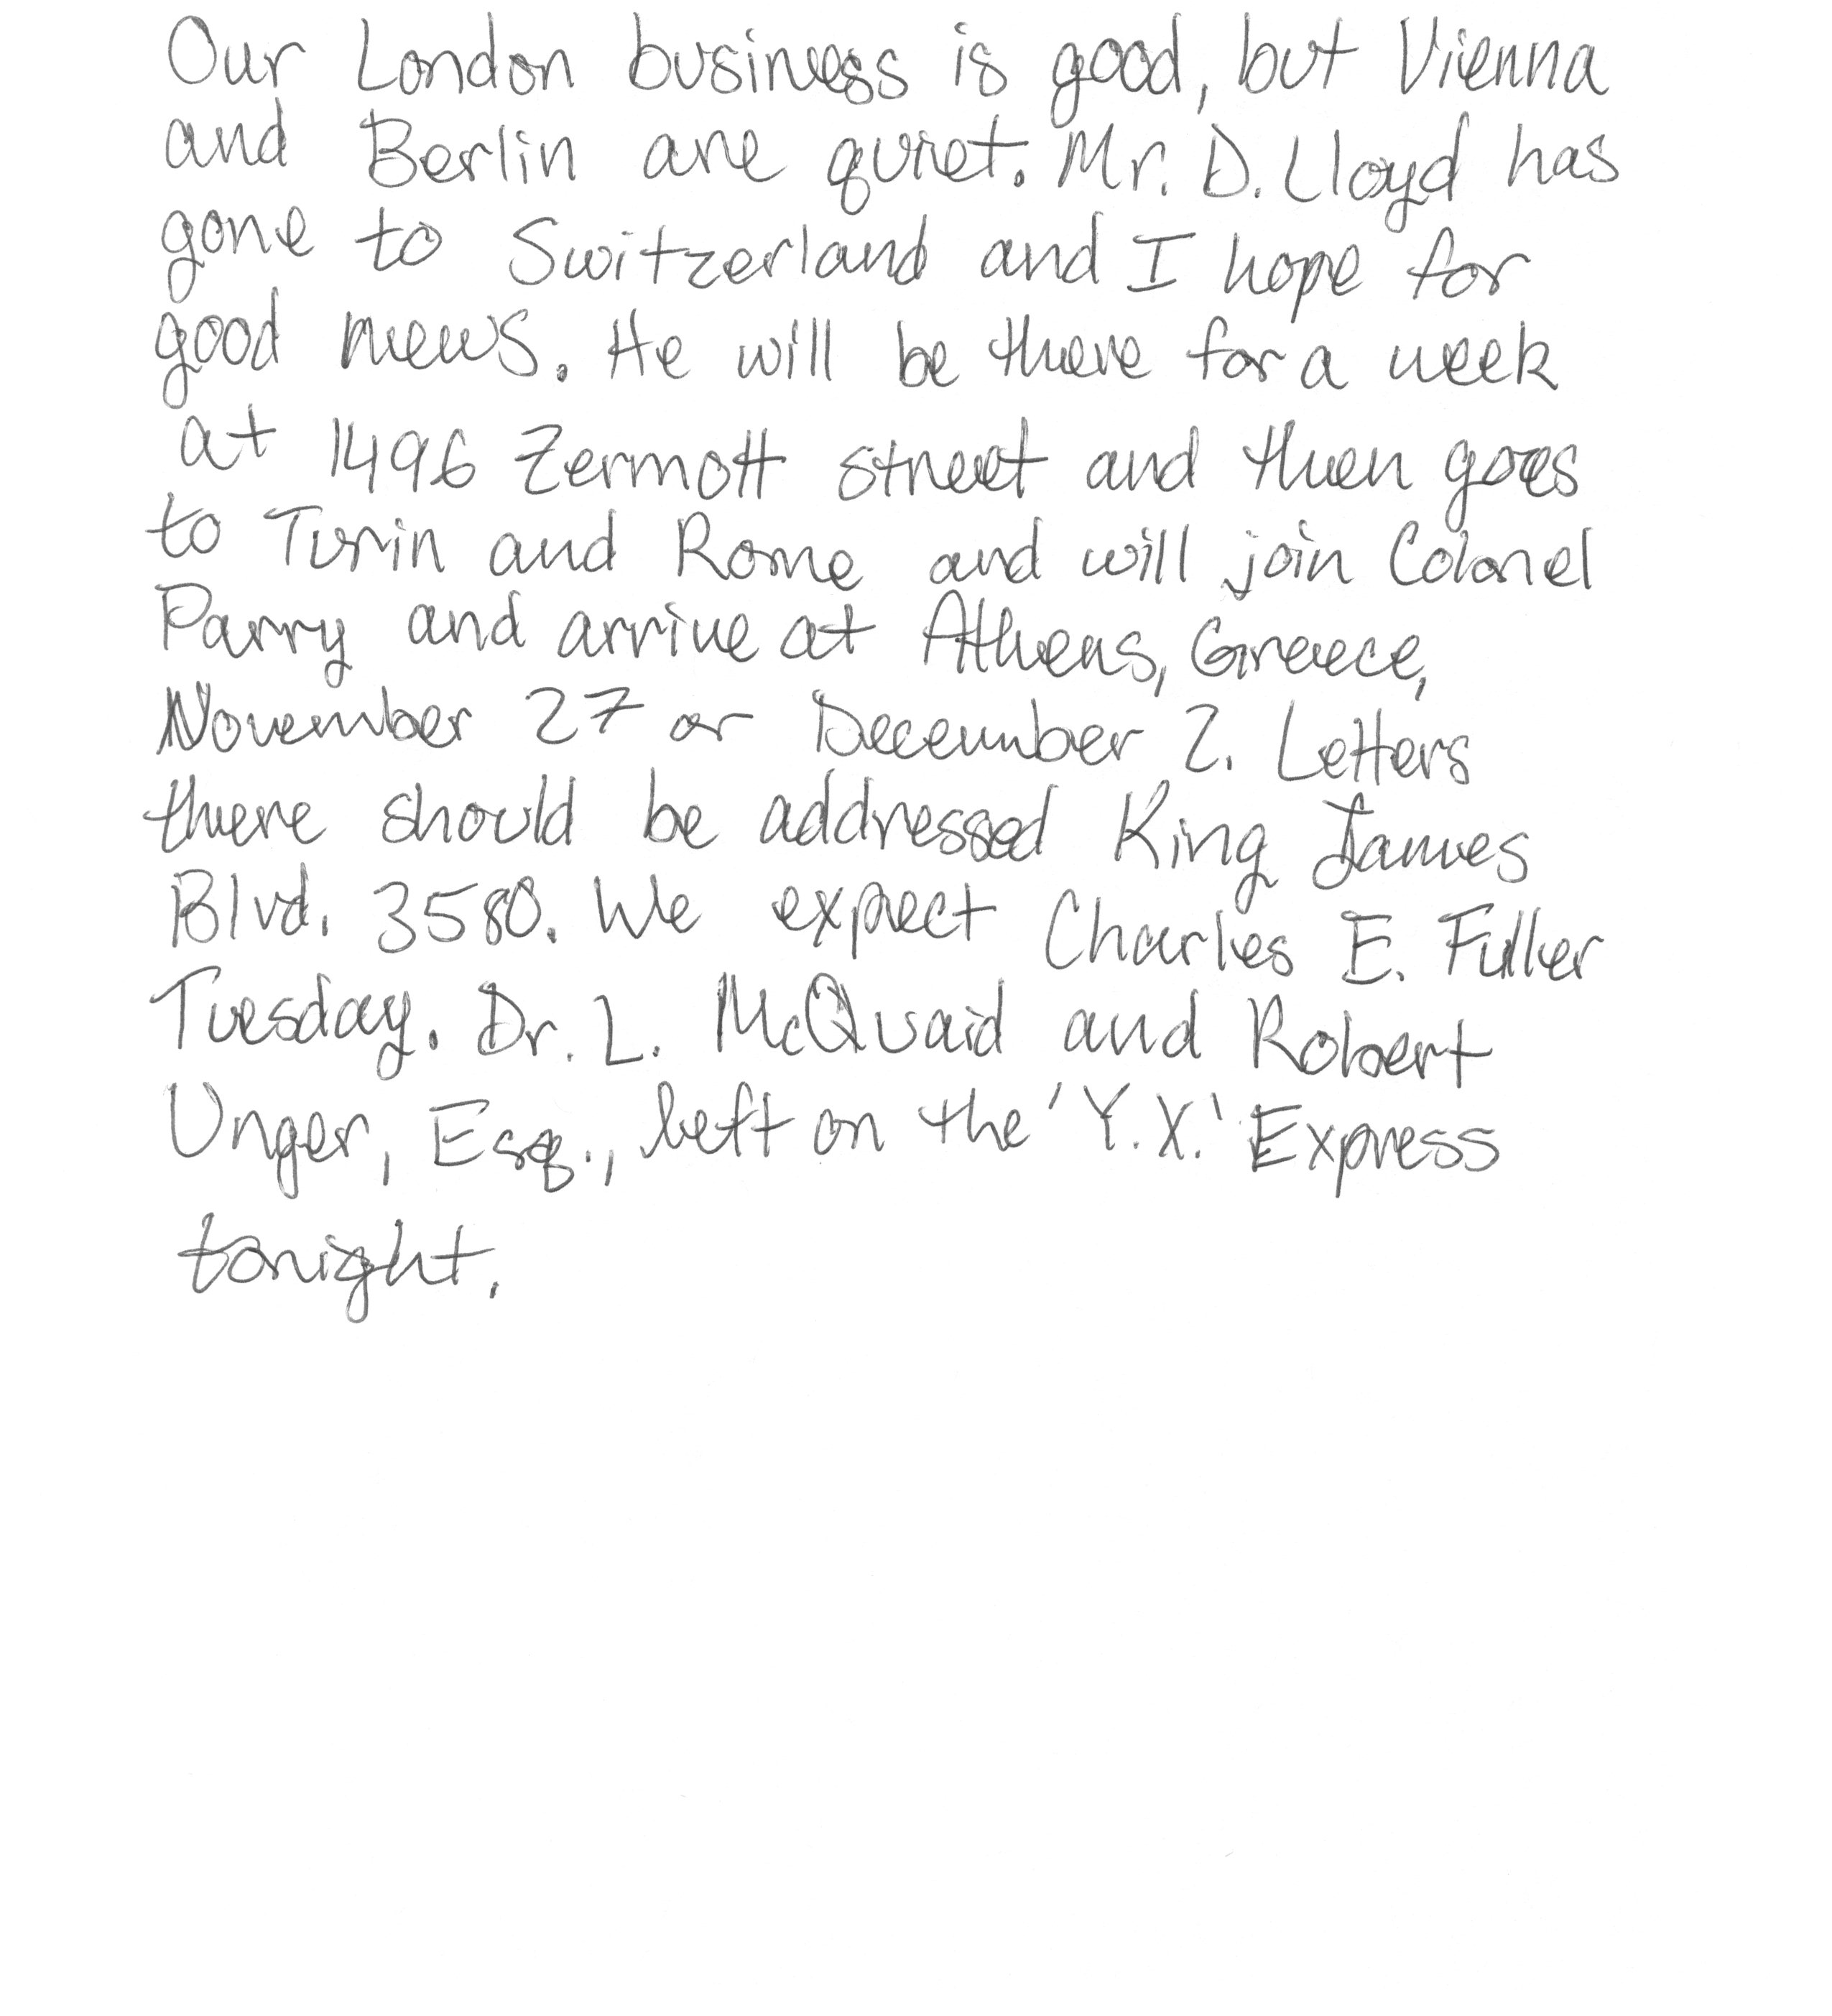 Our London business is good, but Vienna
and Berlin are quiet. Mr. D. Lloyd has
gone to Switzerland and I hope for
good news. He will be there for a week
at 1496 Zermott street and then goes
to Turin and Rome and will join Colonel
Parry and arrive at Athens, Greece,
November 27 or December 2. Letters
there should be addressed King James
Blvd. 3580. We expect Charles E. Fuller
Tuesday. Dr. L. McQuaid and Robert
Unger, Esq., left on the 'Y.X.' Express
tonight.